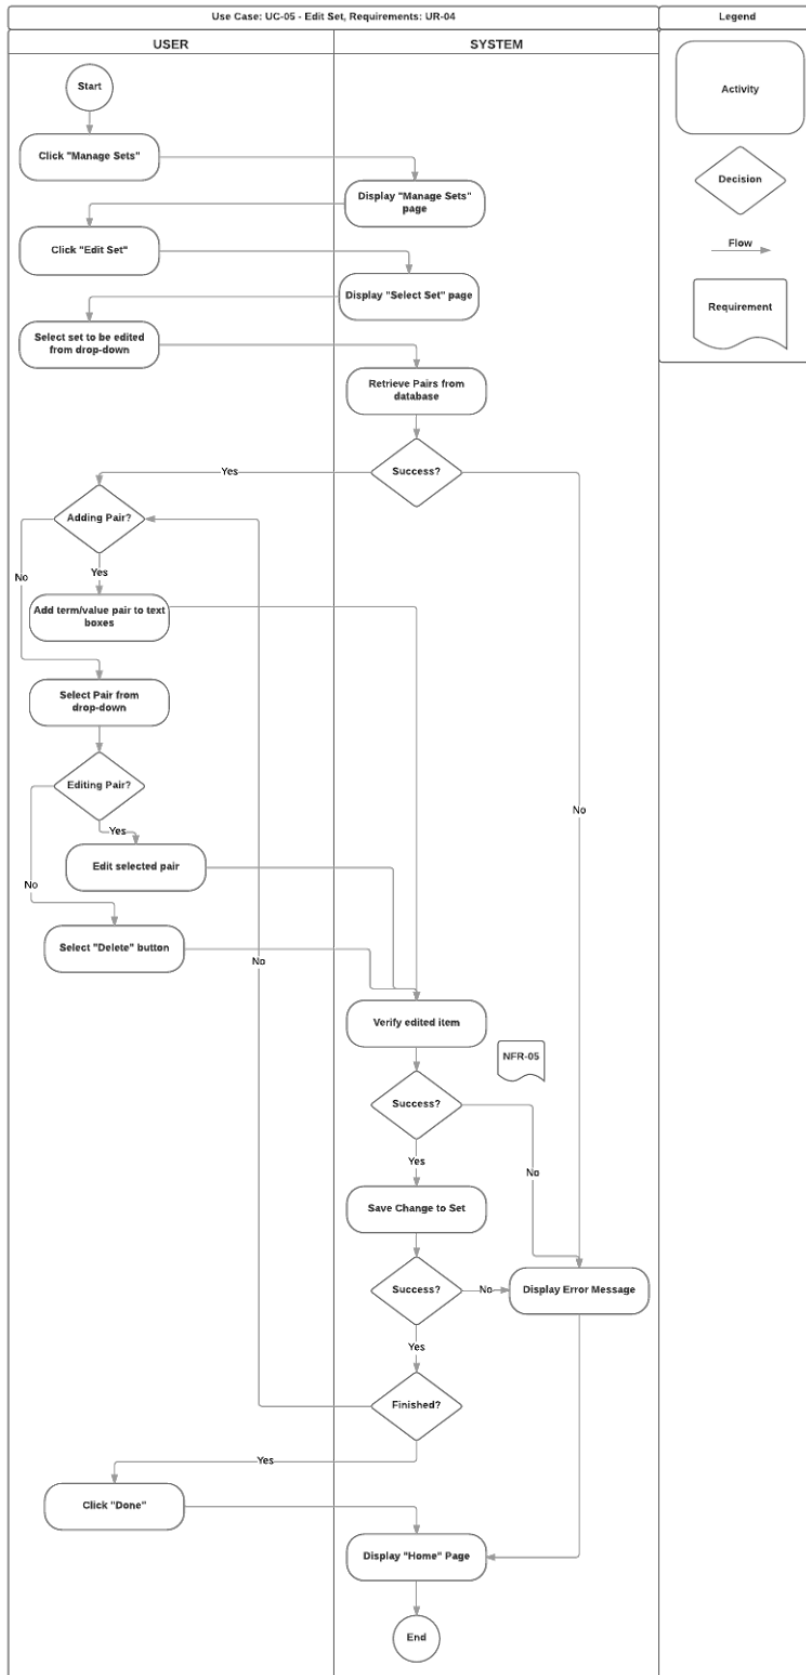 Use Case: UC-05 - Edit Set, Requirements: UR-04
Legend
USER
SYSTEM
Start
Activity
Click "Manage Sets"
Display "Manage Sets"
page
Decision
Click "Edit Set"
Flow
Display "Select Set" page
Requirement
Select set to be edited
from drop-down
Retrieve Pairs from
database
Success?
Yes
Adding Pair?
Yes
No
Add term/value pair to text
boxes
Select Pair from
drop-down
Editing Pair?
No
Yes
Edit selected pair
No
Select "Delete" button
No
Verify edited item
NFR-05
Success?
Yes
No
Save Change to Set
Success?
No
Display Error Message
Yes
Finished?
Yes
Click "Done"
Display "Home" Page
End